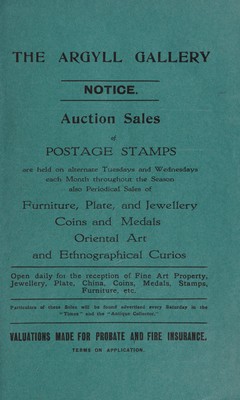 THE ARGYLL GALLERY
NOTICE.
Auction Sales
of
POSTAGE STAMPS
are held on alternate Tuesdays and Wednesdays
each Month throughout the Season
also Periodical Sales of
Furniture, Plate, and Jewellery
Coins and Medals
Oriental Art
and Ethnographical Curios
Open daily for the reception of Fine Art Property,
Jewellery, Plate, China, Coins, Medals, Stamps,
Furniture, etc.
Particulars of these Sales will be found advertised every Saturday in the
"Times" and the "Antique Collector."
VALUATIONS MADE FOR PROBATE AND FIRE INSURANCE.
TERMS ON APPLICATION.